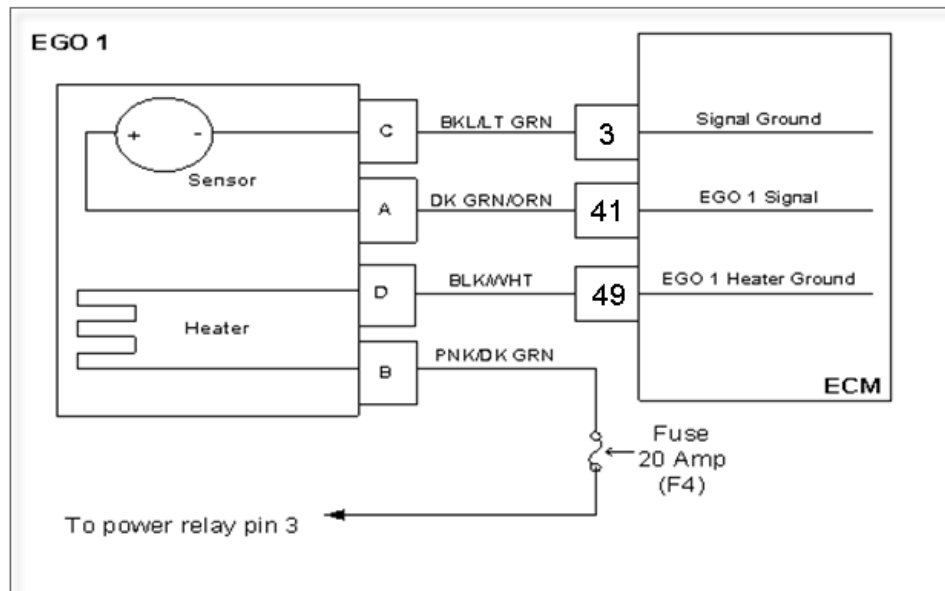 EGO 1
C
BKL/LT GRN
3
Signal Ground
+
-
Sensor
A
DK GRN/ORN
41
EGO 1 Signal
D
BLK/WHT
49
EGO 1 Heater Ground
Heater
B
PNK/DK GRN
ECM
Fuse
20 Amp
(F4)
To power relay pin 3